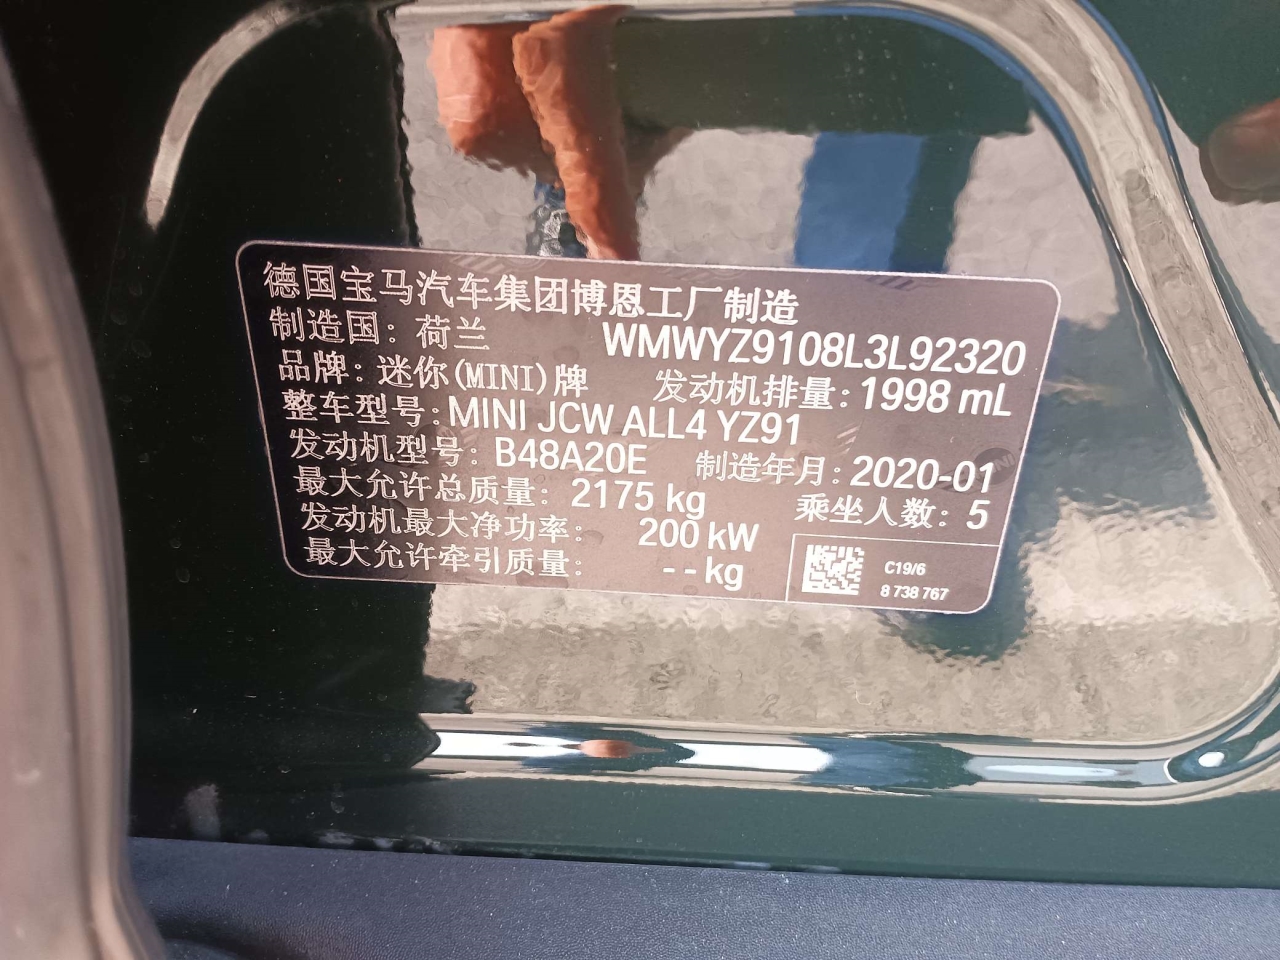 德国宝马汽车集团博恩工厂制造
制造国：荷兰 WMWYZ9108L3L92320
品牌：迷你(MINI)牌 发动机排量：1998 mL
整车型号：MINI JCW ALL4 YZ91
发动机型号：B48A20E 制造年月：2020-01
最大允许总质量：2175 kg 乘坐人数：5
发动机最大净功率：200 kW
最大允许牵引质量：--kg
C19/6
8 738 767